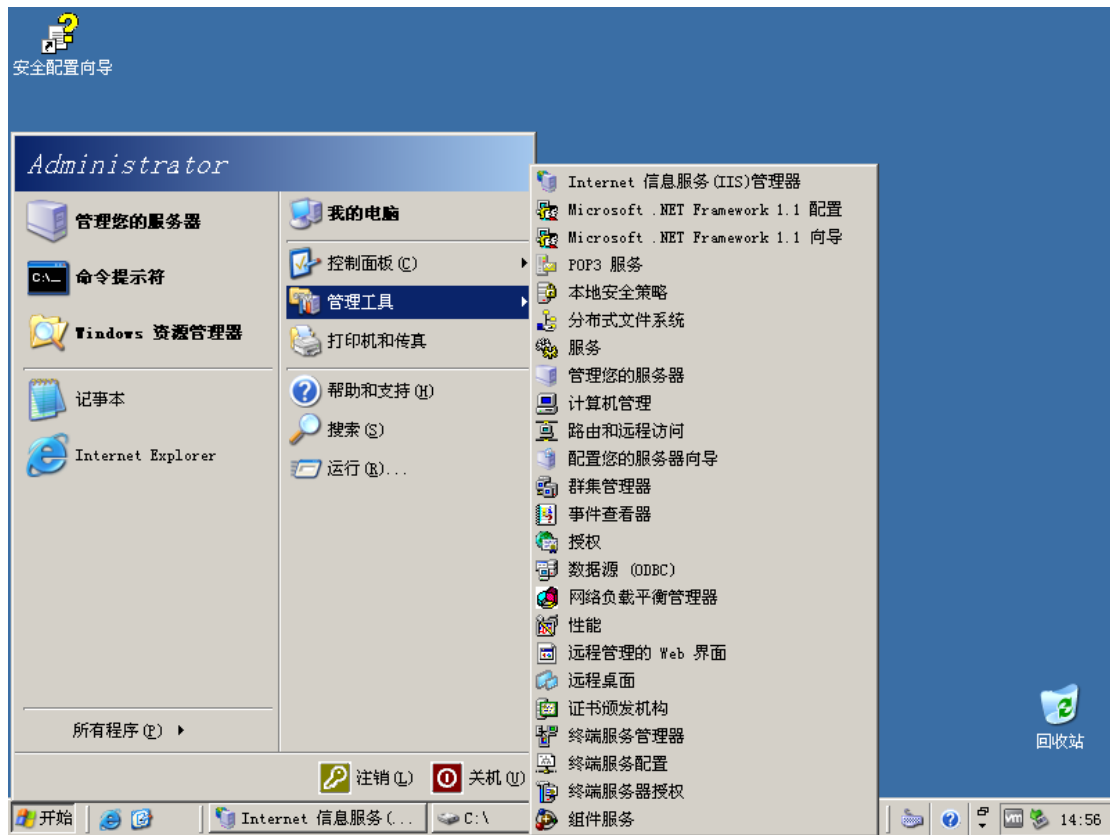 安全配置向导
Administrator
管理您的服务器
命令提示符
Windows 资源管理器
记事本
Internet Explorer
所有程序(P)
我的电脑
控制面板(C)
管理工具
打印机和传真
帮助和支持(H)
搜索(S)
运行(R)...
注销(L)
关机(U)
Internet 信息服务(IIS)管理器
Microsoft .NET Framework 1.1 配置
Microsoft .NET Framework 1.1 向导
POP3 服务
本地安全策略
分布式文件系统
服务
管理您的服务器
计算机管理
路由和远程访问
配置您的服务器向导
群集管理器
事件查看器
授权
数据源 (ODBC)
网络负载平衡管理器
性能
远程管理的 Web 界面
远程桌面
证书颁发机构
终端服务管理器
终端服务配置
终端服务器授权
组件服务
回收站
开始
Internet 信息服务(...
C:\
14:56